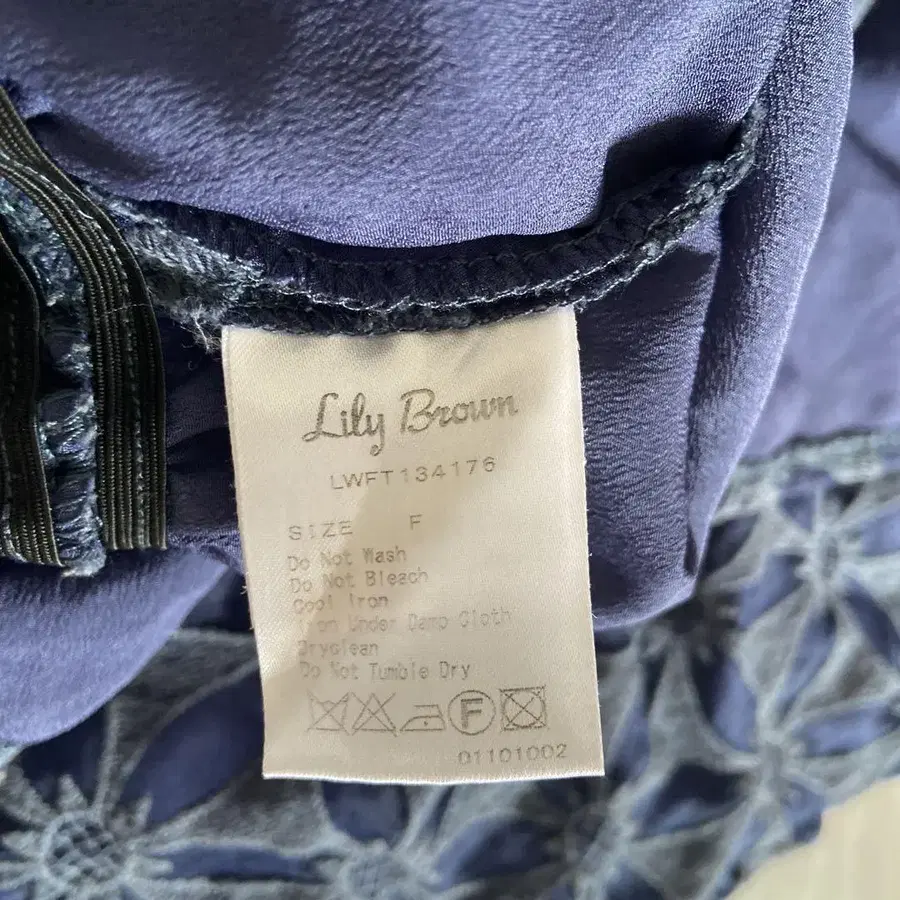 Lily Brown
LWFT134176
SIZE F
Do Not Wash
Do Not Bleach
Cool Iron
Iron Under Damp Cloth
Dryclean
Do Not Tumble Dry
F
01101002